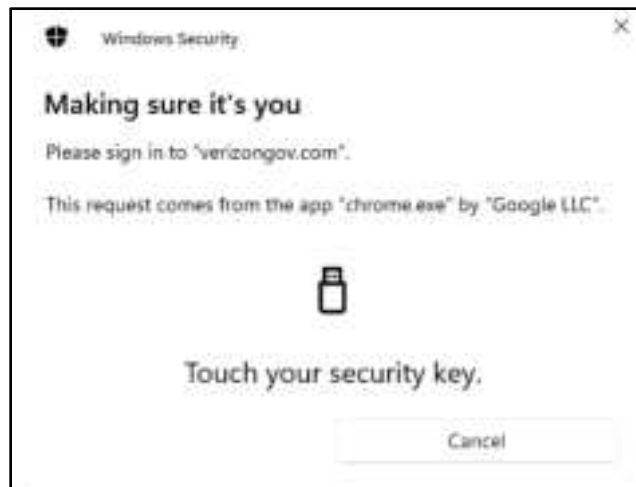 Windows Security
Making sure it's you
Please sign in to "verizongov.com".
This request comes from the app "chrome.exe" by "Google LLC".
Touch your security key.
Cancel